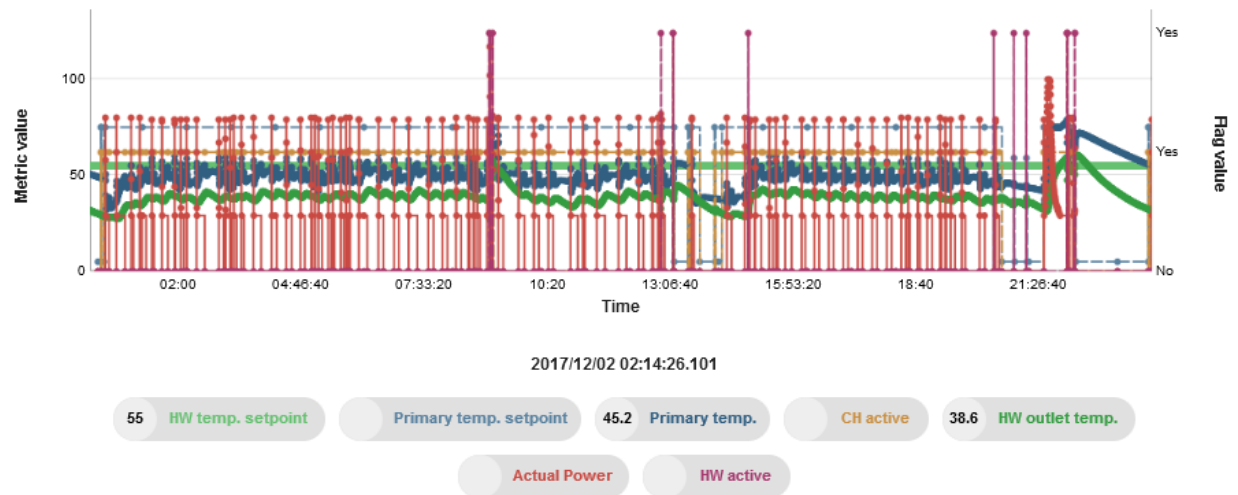 Yes
100
Metric value
Flag value
Yes
50
0
No
02:00 04:46:40 07:33:20 10:20 13:06:40 15:53:20 18:40 21:26:40
Time
2017/12/02 02:14:26.101
55 HW temp. setpoint Primary temp. setpoint 45.2 Primary temp. CH active 38.6 HW outlet temp.
Actual Power HW active